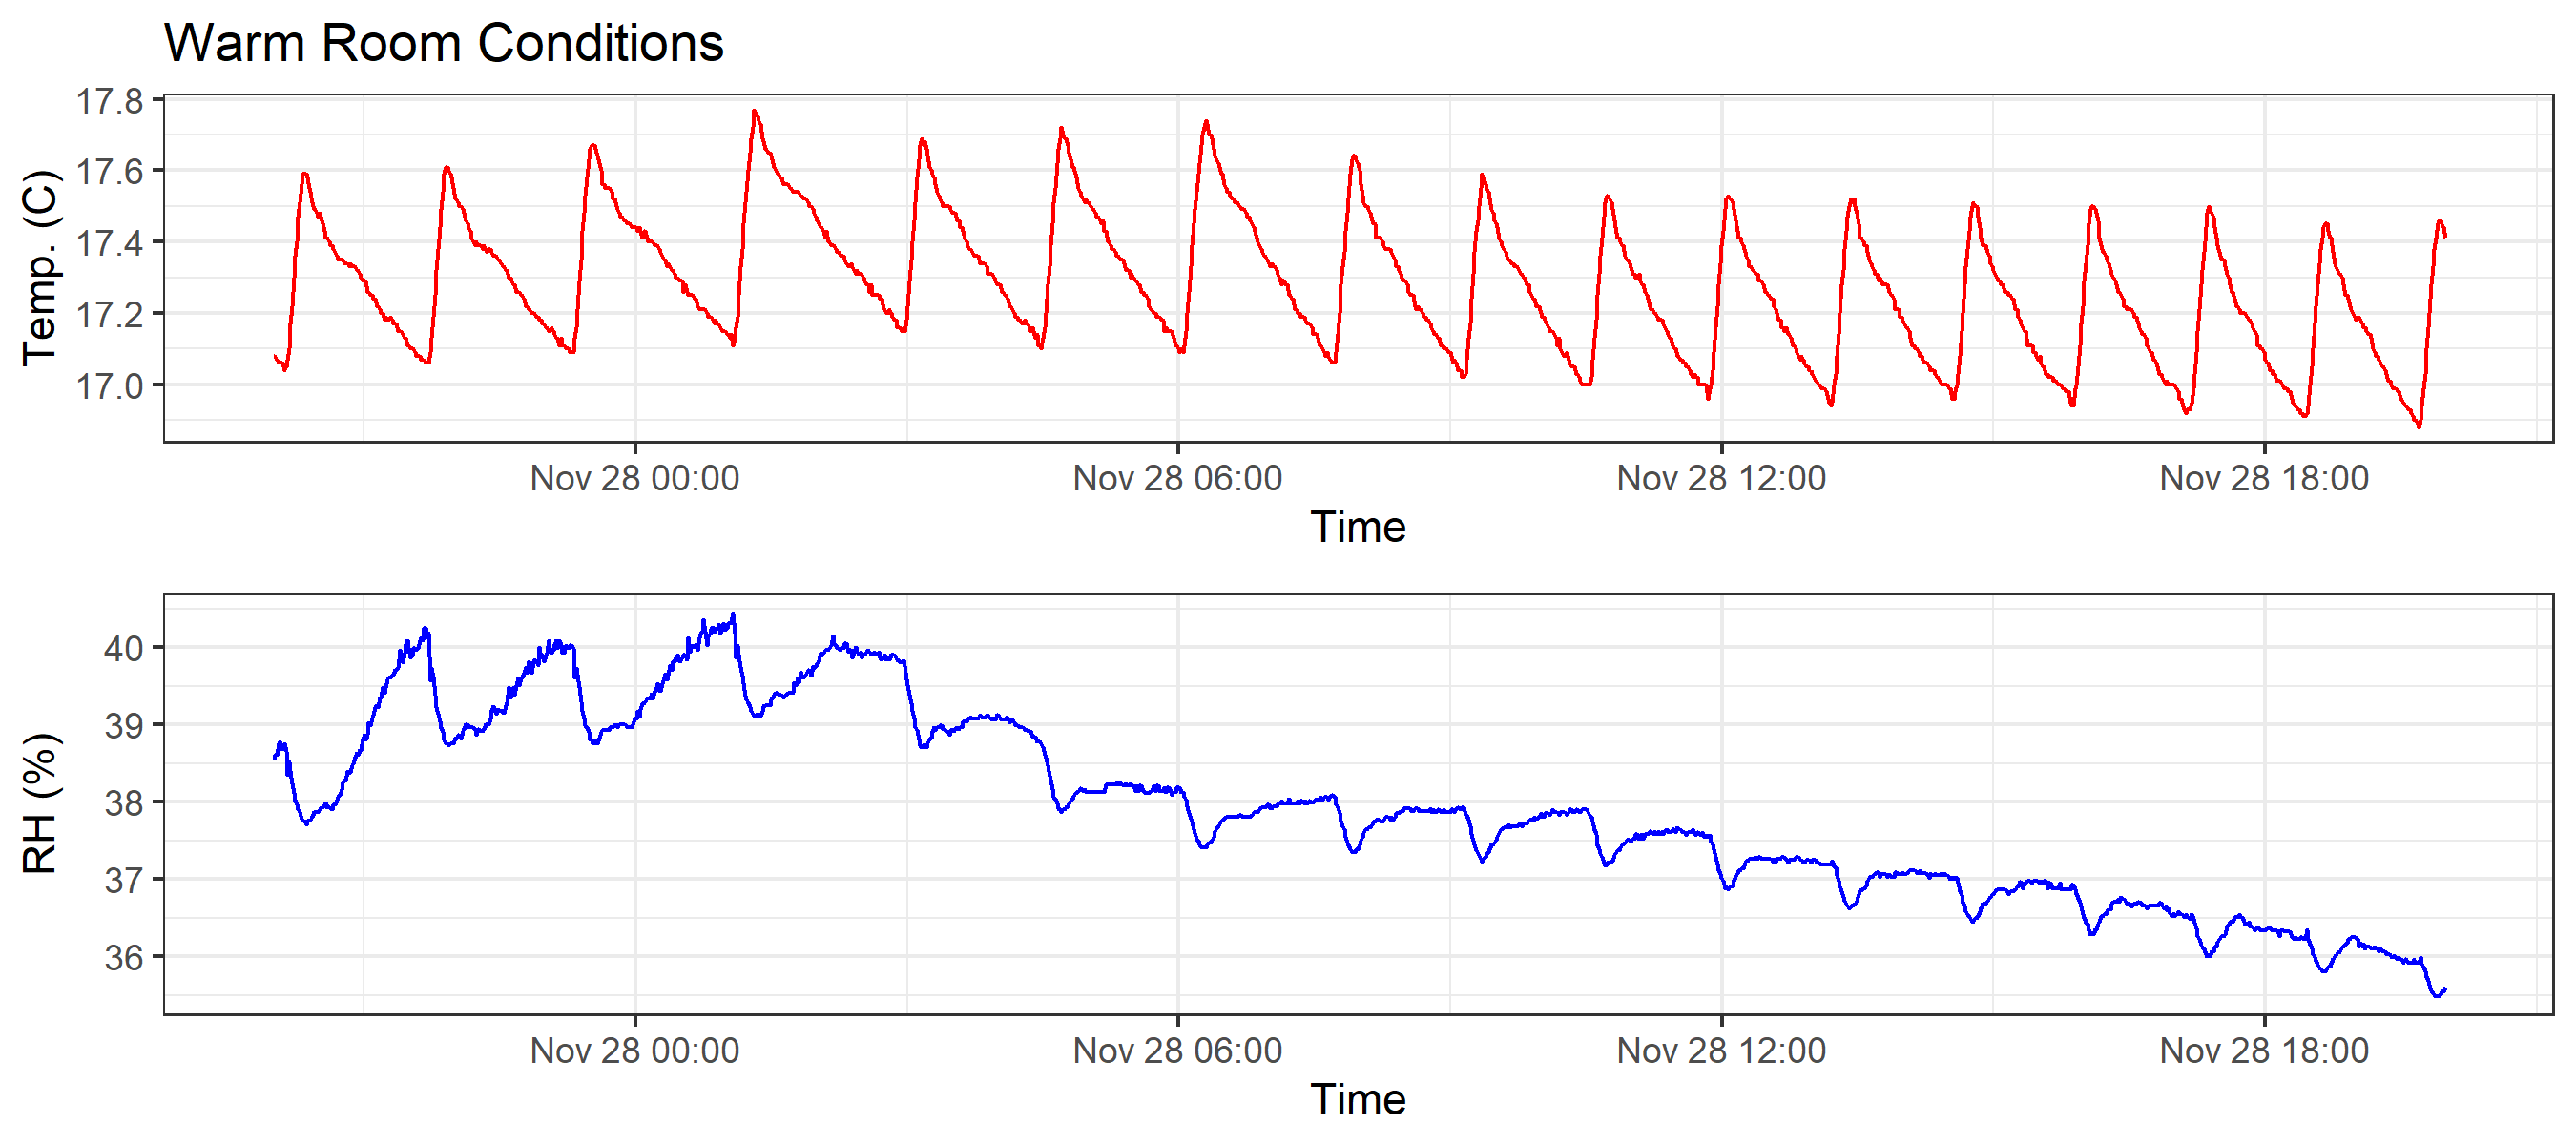 Warm Room Conditions
17.8
17.6
17.4
17.2
17.0
Temp. (C)
Nov 28 00:00 Nov 28 06:00 Nov 28 12:00 Nov 28 18:00
Time
40
39
38
37
36
RH (%)
Nov 28 00:00 Nov 28 06:00 Nov 28 12:00 Nov 28 18:00
Time